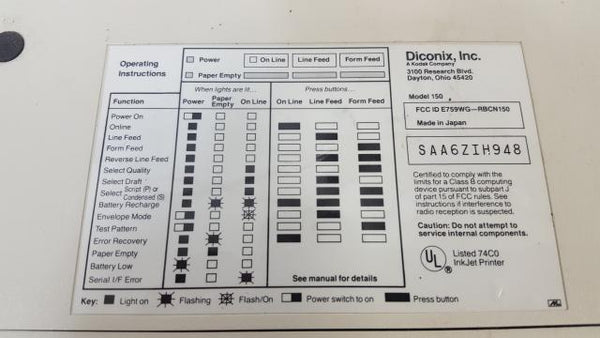 Operating
Instructions
Power
On Line
Line Feed
Form Feed
Paper Empty
When lights are lit...
Press buttons...
Function
Power
Paper
Empty
On Line
On Line
Line Feed
Form Feed
Power On
Online
Line Feed
Form Feed
Reverse Line Feed
Select Quality
Select Draft
Select Script (P) or
Condensed (S)
Battery Recharge
Envelope Mode
Test Pattern
Error Recovery
Paper Empty
Battery Low
Serial I/F Error
See manual for details
Key: Light on Flashing Flash/On Power switch to on Press button
Diconix, Inc.
A Kodak Company
3100 Research Blvd.
Dayton, Ohio 45420
Model 150
FCC ID E759WG—RBCN150
Made in Japan
SAA6ZIH948
Certified to comply with the
limits for a Class B computing
device pursuant to subpart J
of part 15 of FCC rules. See
instructions if interference to
radio reception is suspected.
Caution: Do not attempt to
service internal components.
UL ®
Listed 74C0
InkJet Printer